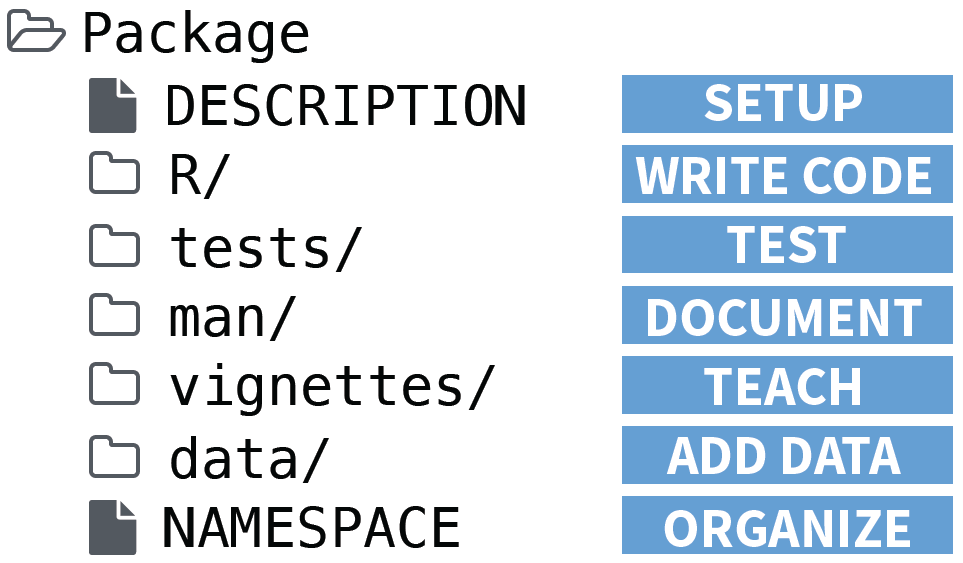 Package
DESCRIPTION SETUP
R/ WRITE CODE
tests/ TEST
man/ DOCUMENT
vignettes/ TEACH
data/ ADD DATA
NAMESPACE ORGANIZE